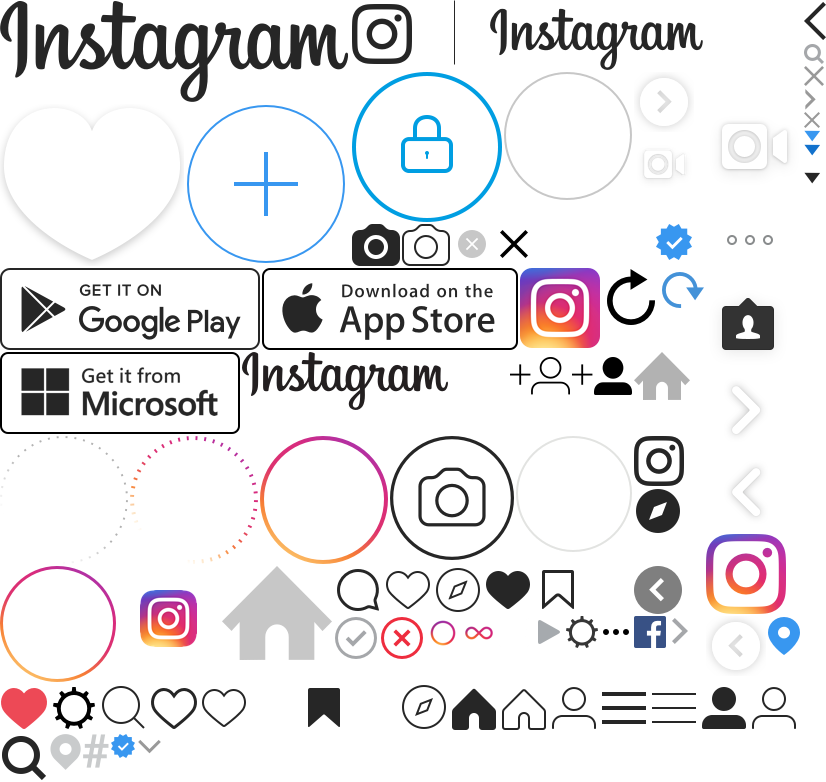 Instagram
Instagram
GET IT ON
Google Play
Download on the
App Store
Get it from
Microsoft
Instagram
f
#